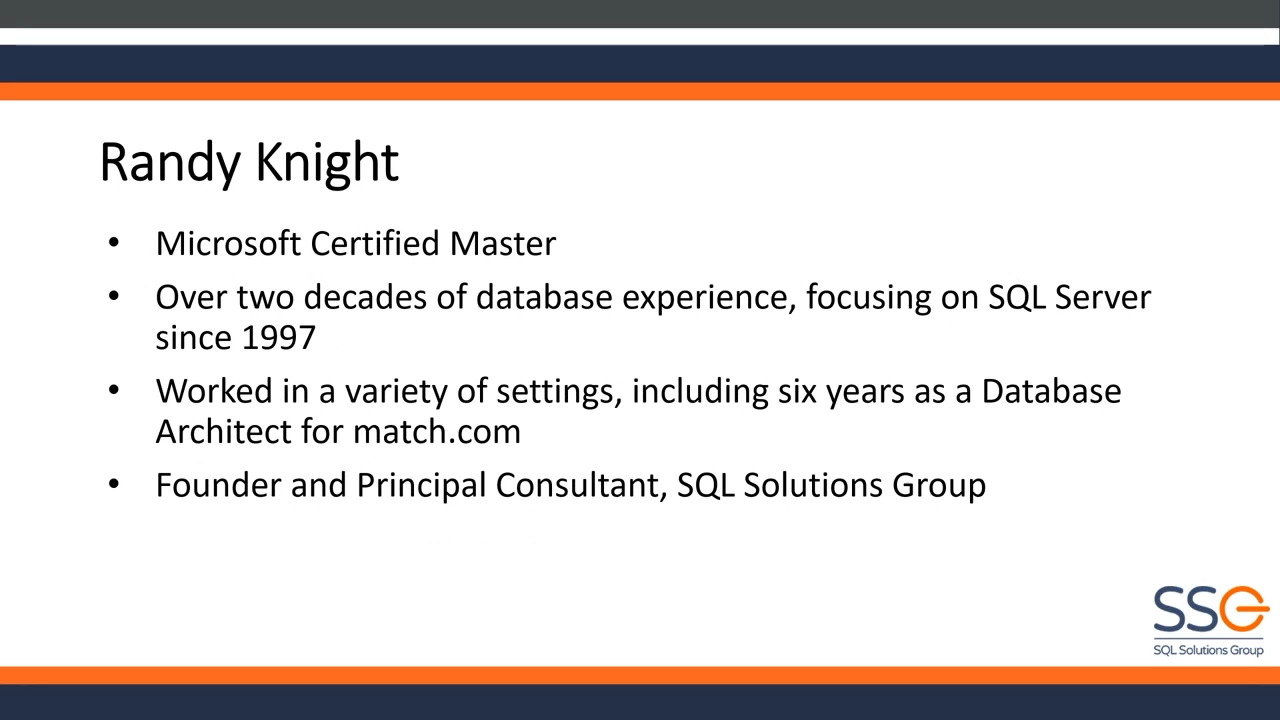 Randy Knight
• Microsoft Certified Master
• Over two decades of database experience, focusing on SQL Server
since 1997
• Worked in a variety of settings, including six years as a Database
Architect for match.com
• Founder and Principal Consultant, SQL Solutions Group
SSG
SQL Solutions Group